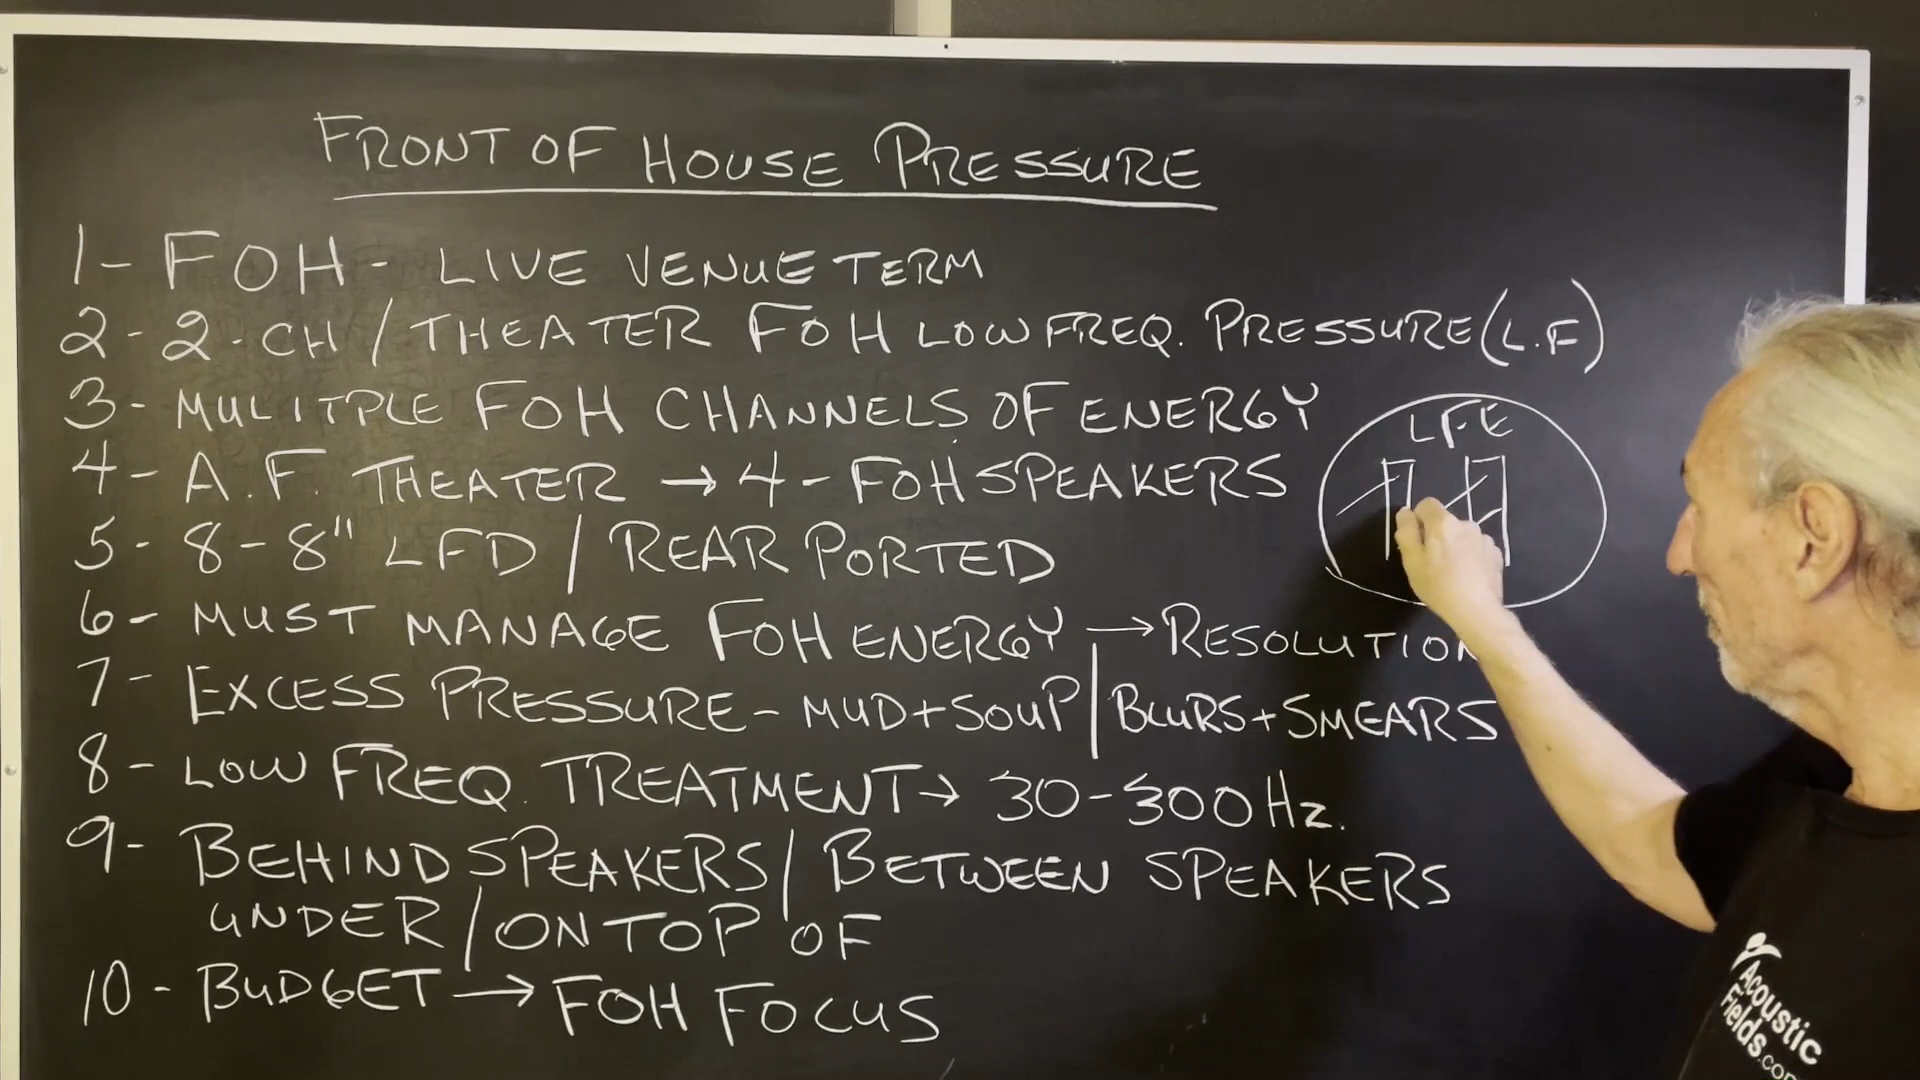 FRONT OF HOUSE PRESSURE
1- FOH - LIVE VENUE TERM
2- 2-CH / THEATER FOH LOW FREQ. PRESSURE (L.F)
3- MULITPLE FOH CHANNELS OF ENERGY
LFE
4- A.F. THEATER → 4 - FOH SPEAKERS
5- 8-8" LFD / REAR PORTED
6- MUST MANAGE FOH ENERGY → RESOLUTION
7- EXCESS PRESSURE - MUD + SOUP | BLURS + SMEARS
8- LOW FREQ. TREATMENT → 30-300 Hz.
9- BEHIND SPEAKERS / BETWEEN SPEAKERS
UNDER / ON TOP OF
10- BUDGET → FOH FOCUS
Acoustic
Fields.com